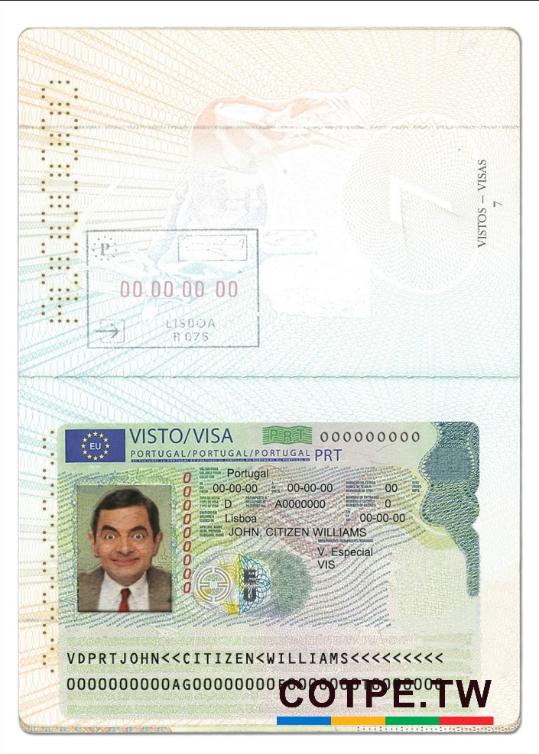 VISTOS – VISAS
7
P
7
00 00 00 00
LISBOA
R 07S
EU
VISTO/VISA
PRT
000000000
PORTUGAL/PORTUGAL/PORTUGAL PRT
Portugal
00-00-00 00-00-00 00
D A0000000 0
Lisboa 00-00-00
JOHN, CITIZEN WILLIAMS
V. Especial
VIS
EU
VDPRTJOHN<<CITIZEN<WILLIAMS<<<<<<<<<
COTPE.TW